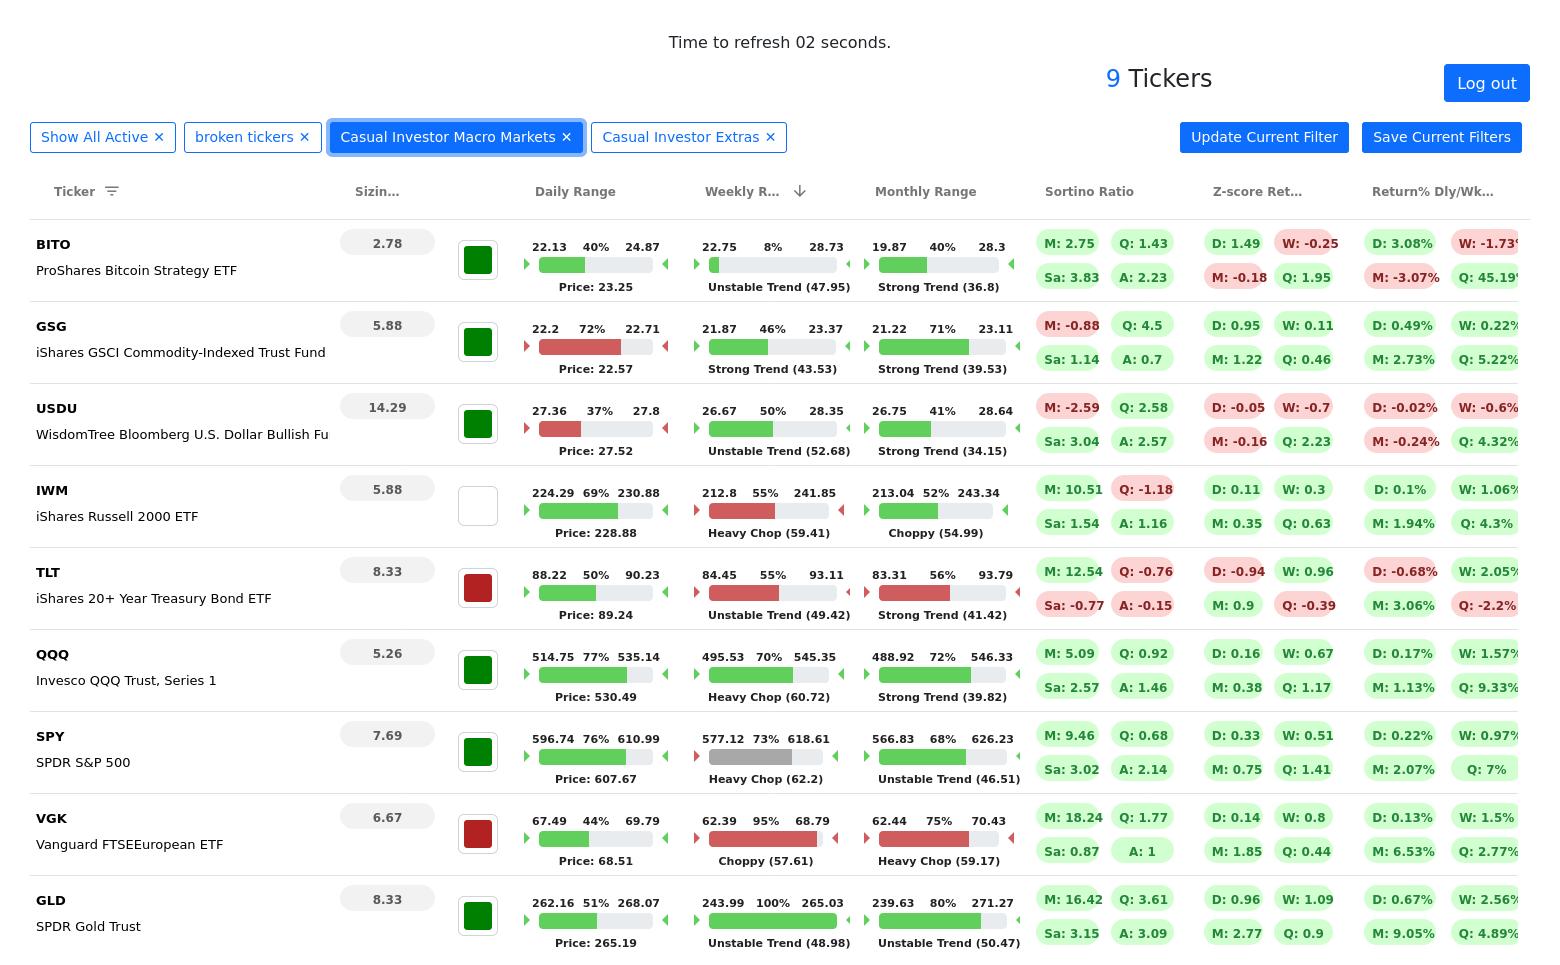 Time to refresh 02 seconds.
9 Tickers
Log out
Show All Active ✕ broken tickers ✕ Casual Investor Macro Markets ✕ Casual Investor Extras ✕ Update Current Filter Save Current Filters
Ticker Sizin... Daily Range Weekly R... Monthly Range Sortino Ratio Z-score Ret... Return% Dly/Wk...
BITO 2.78 22.13 40% 24.87 22.75 8% 28.73 19.87 40% 28.3 M: 2.75 Q: 1.43 D: 1.49 W: -0.25 D: 3.08% W: -1.73%
ProShares Bitcoin Strategy ETF Price: 23.25 Unstable Trend (47.95) Strong Trend (36.8) Sa: 3.83 A: 2.23 M: -0.18 Q: 1.95 M: -3.07% Q: 45.19%
GSG 5.88 22.2 72% 22.71 21.87 46% 23.37 21.22 71% 23.11 M: -0.88 Q: 4.5 D: 0.95 W: 0.11 D: 0.49% W: 0.22%
iShares GSCI Commodity-Indexed Trust Fund Price: 22.57 Strong Trend (43.53) Strong Trend (39.53) Sa: 1.14 A: 0.7 M: 1.22 Q: 0.46 M: 2.73% Q: 5.22%
USDU 14.29 27.36 37% 27.8 26.67 50% 28.35 26.75 41% 28.64 M: -2.59 Q: 2.58 D: -0.05 W: -0.7 D: -0.02% W: -0.6%
WisdomTree Bloomberg U.S. Dollar Bullish Fu Price: 27.52 Unstable Trend (52.68) Strong Trend (34.15) Sa: 3.04 A: 2.57 M: -0.16 Q: 2.23 M: -0.24% Q: 4.32%
IWM 5.88 224.29 69% 230.88 212.8 55% 241.85 213.04 52% 243.34 M: 10.51 Q: -1.18 D: 0.11 W: 0.3 D: 0.1% W: 1.06%
iShares Russell 2000 ETF Price: 228.88 Heavy Chop (59.41) Choppy (54.99) Sa: 1.54 A: 1.16 M: 0.35 Q: 0.63 M: 1.94% Q: 4.3%
TLT 8.33 88.22 50% 90.23 84.45 55% 93.11 83.31 56% 93.79 M: 12.54 Q: -0.76 D: -0.94 W: 0.96 D: -0.68% W: 2.05%
iShares 20+ Year Treasury Bond ETF Price: 89.24 Unstable Trend (49.42) Strong Trend (41.42) Sa: -0.77 A: -0.15 M: 0.9 Q: -0.39 M: 3.06% Q: -2.2%
QQQ 5.26 514.75 77% 535.14 495.53 70% 545.35 488.92 72% 546.33 M: 5.09 Q: 0.92 D: 0.16 W: 0.67 D: 0.17% W: 1.57%
Invesco QQQ Trust, Series 1 Price: 530.49 Heavy Chop (60.72) Strong Trend (39.82) Sa: 2.57 A: 1.46 M: 0.38 Q: 1.17 M: 1.13% Q: 9.33%
SPY 7.69 596.74 76% 610.99 577.12 73% 618.61 566.83 68% 626.23 M: 9.46 Q: 0.68 D: 0.33 W: 0.51 D: 0.22% W: 0.97%
SPDR S&P 500 Price: 607.67 Heavy Chop (62.2) Unstable Trend (46.51) Sa: 3.02 A: 2.14 M: 0.75 Q: 1.41 M: 2.07% Q: 7%
VGK 6.67 67.49 44% 69.79 62.39 95% 68.79 62.44 75% 70.43 M: 18.24 Q: 1.77 D: 0.14 W: 0.8 D: 0.13% W: 1.5%
Vanguard FTSEEuropean ETF Price: 68.51 Choppy (57.61) Heavy Chop (59.17) Sa: 0.87 A: 1 M: 1.85 Q: 0.44 M: 6.53% Q: 2.77%
GLD 8.33 262.16 51% 268.07 243.99 100% 265.03 239.63 80% 271.27 M: 16.42 Q: 3.61 D: 0.96 W: 1.09 D: 0.67% W: 2.56%
SPDR Gold Trust Price: 265.19 Unstable Trend (48.98) Unstable Trend (50.47) Sa: 3.15 A: 3.09 M: 2.77 Q: 0.9 M: 9.05% Q: 4.89%